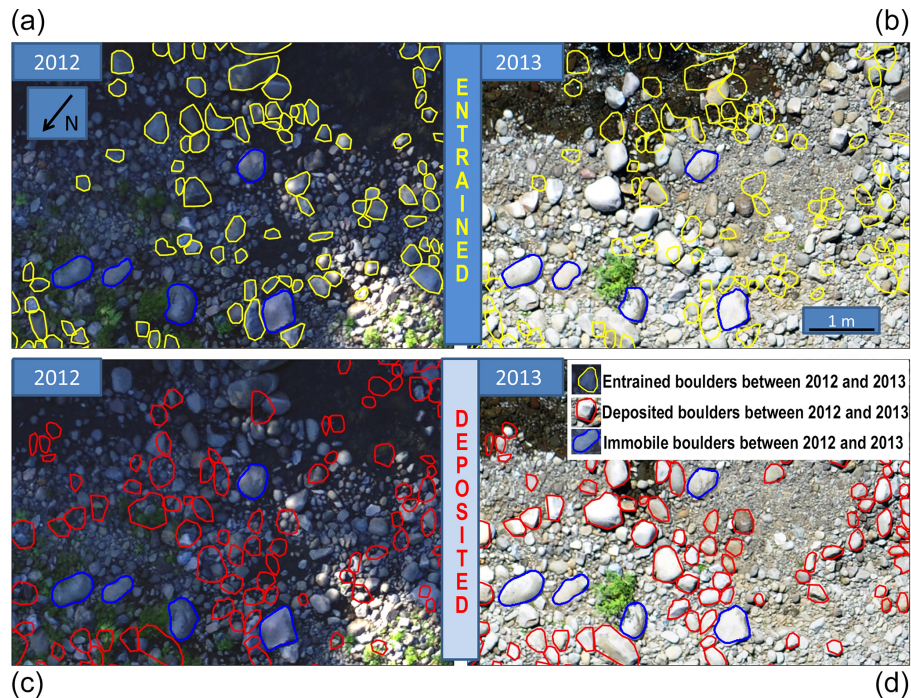 (a)
(b)
2012
ENTRAINED
2013
N
1 m
2012
DEPOSITED
2013
Entrained boulders between 2012 and 2013
Deposited boulders between 2012 and 2013
Immobile boulders between 2012 and 2013
(c)
(d)